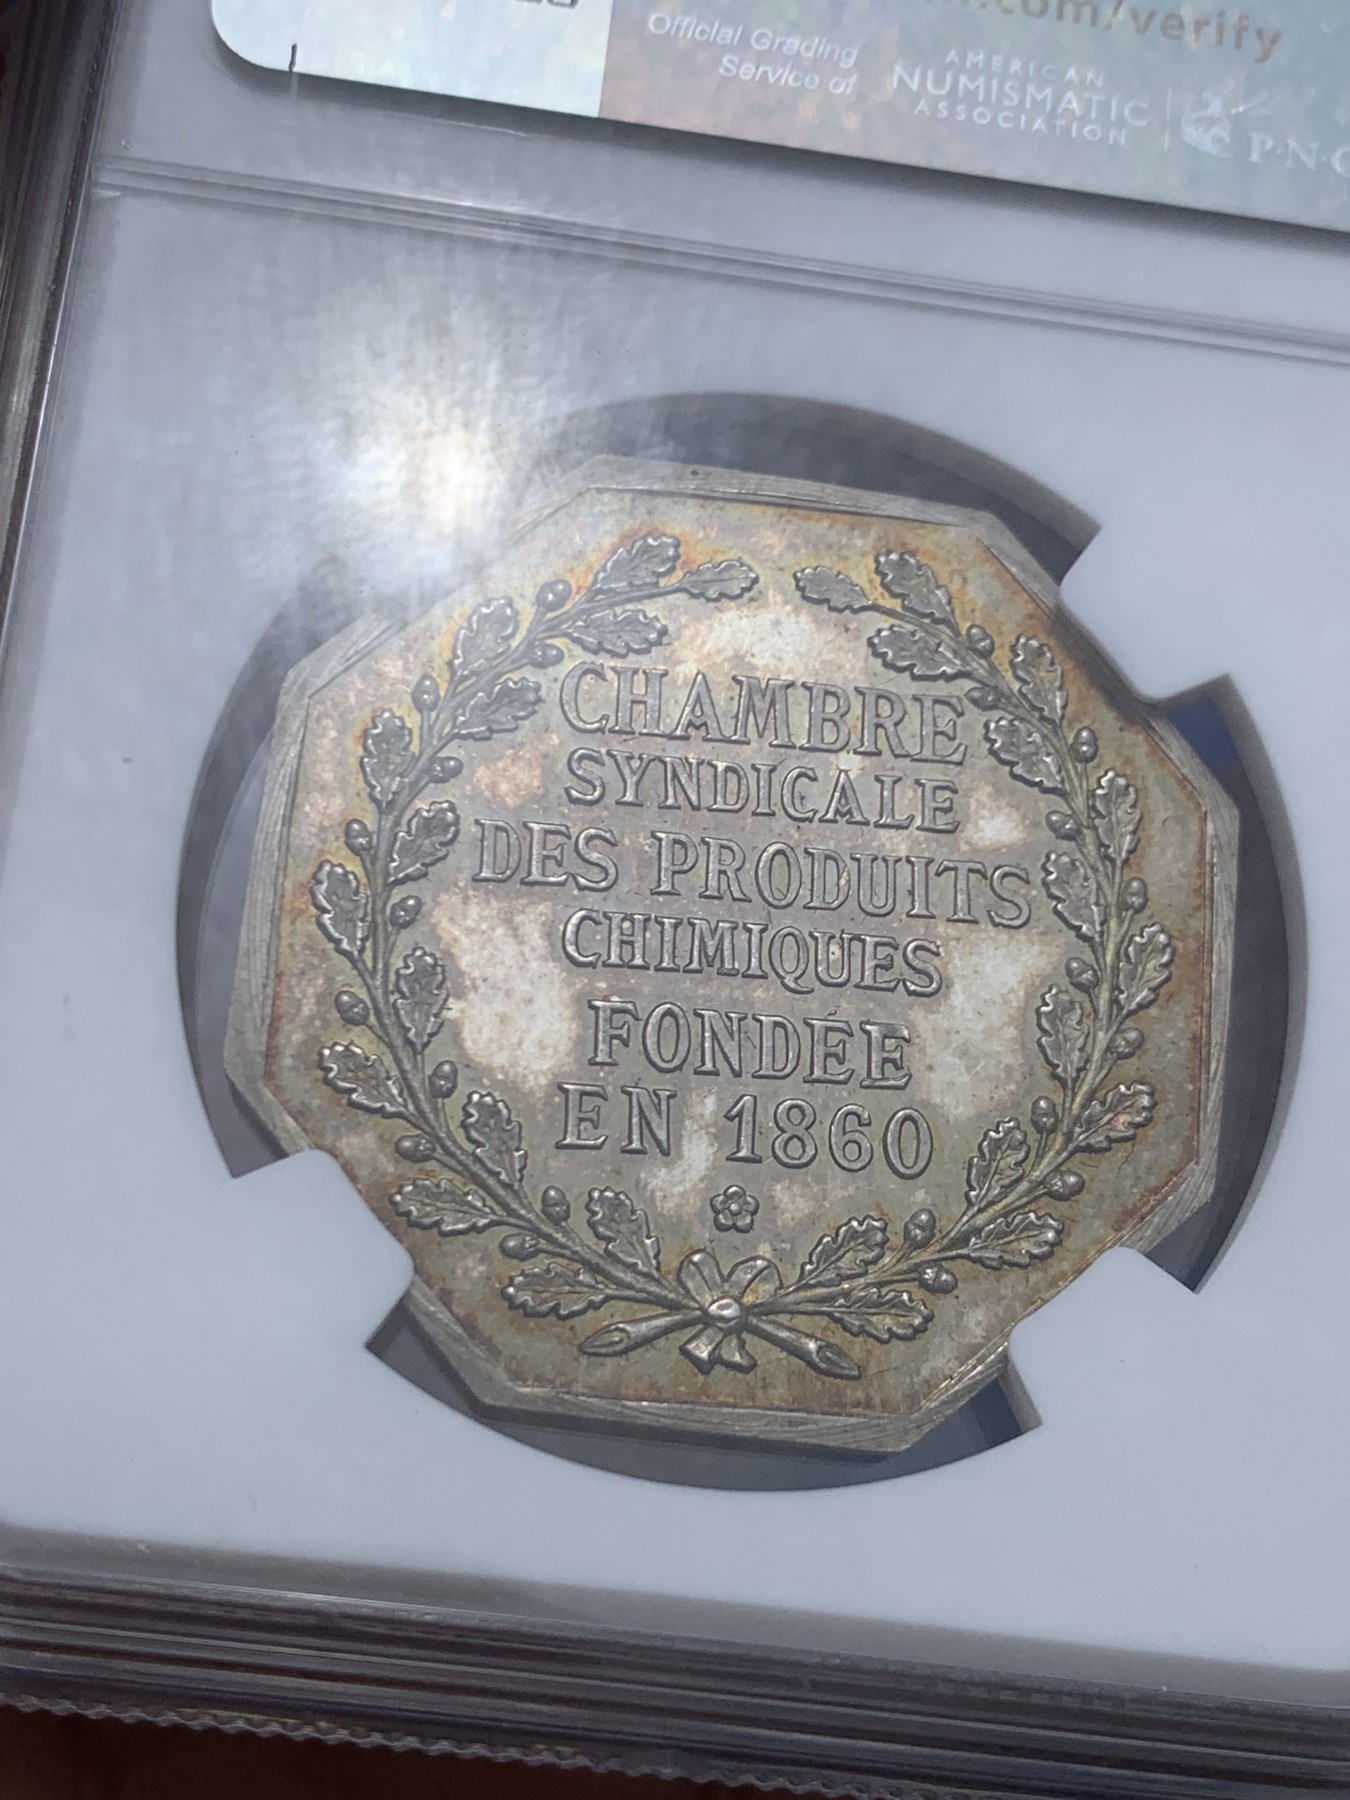 .com/verify
Official Grading
Service of
AMERICAN
NUMISMATIC
ASSOCIATION
CHAMBRE
SYNDICALE
DES PRODUITS
CHIMIQUES
FONDÉE
EN 1860